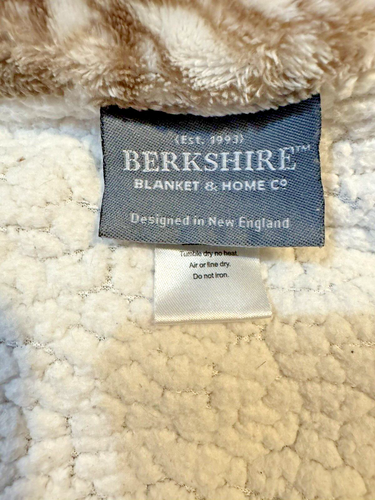 (Est. 1993)
BERKSHIRE™
BLANKET & HOME Cº
Designed in New England
Tumble dry no heat.
Air or fine dry.
Do not iron.